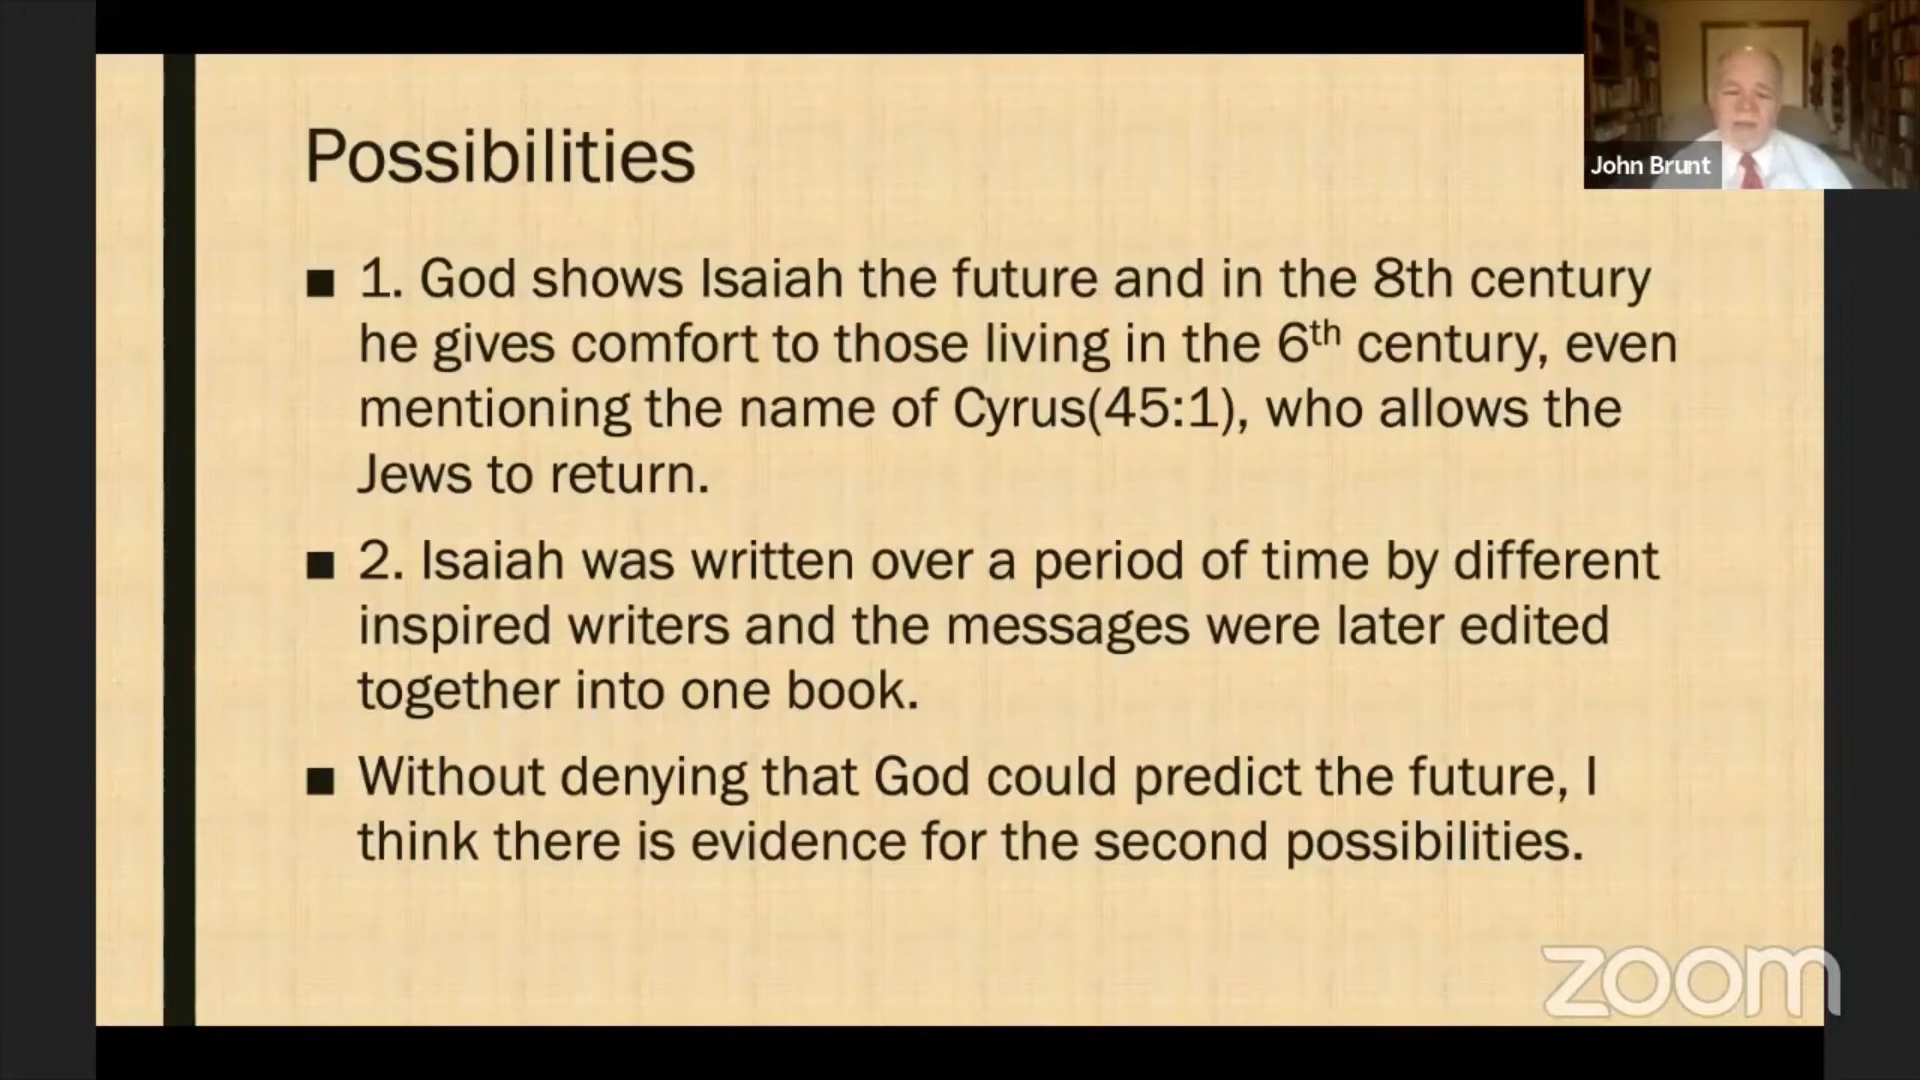 Possibilities
■ 1. God shows Isaiah the future and in the 8th century
he gives comfort to those living in the 6th century, even
mentioning the name of Cyrus(45:1), who allows the
Jews to return.
■ 2. Isaiah was written over a period of time by different
inspired writers and the messages were later edited
together into one book.
■ Without denying that God could predict the future, I
think there is evidence for the second possibilities.
John Brunt
zoom